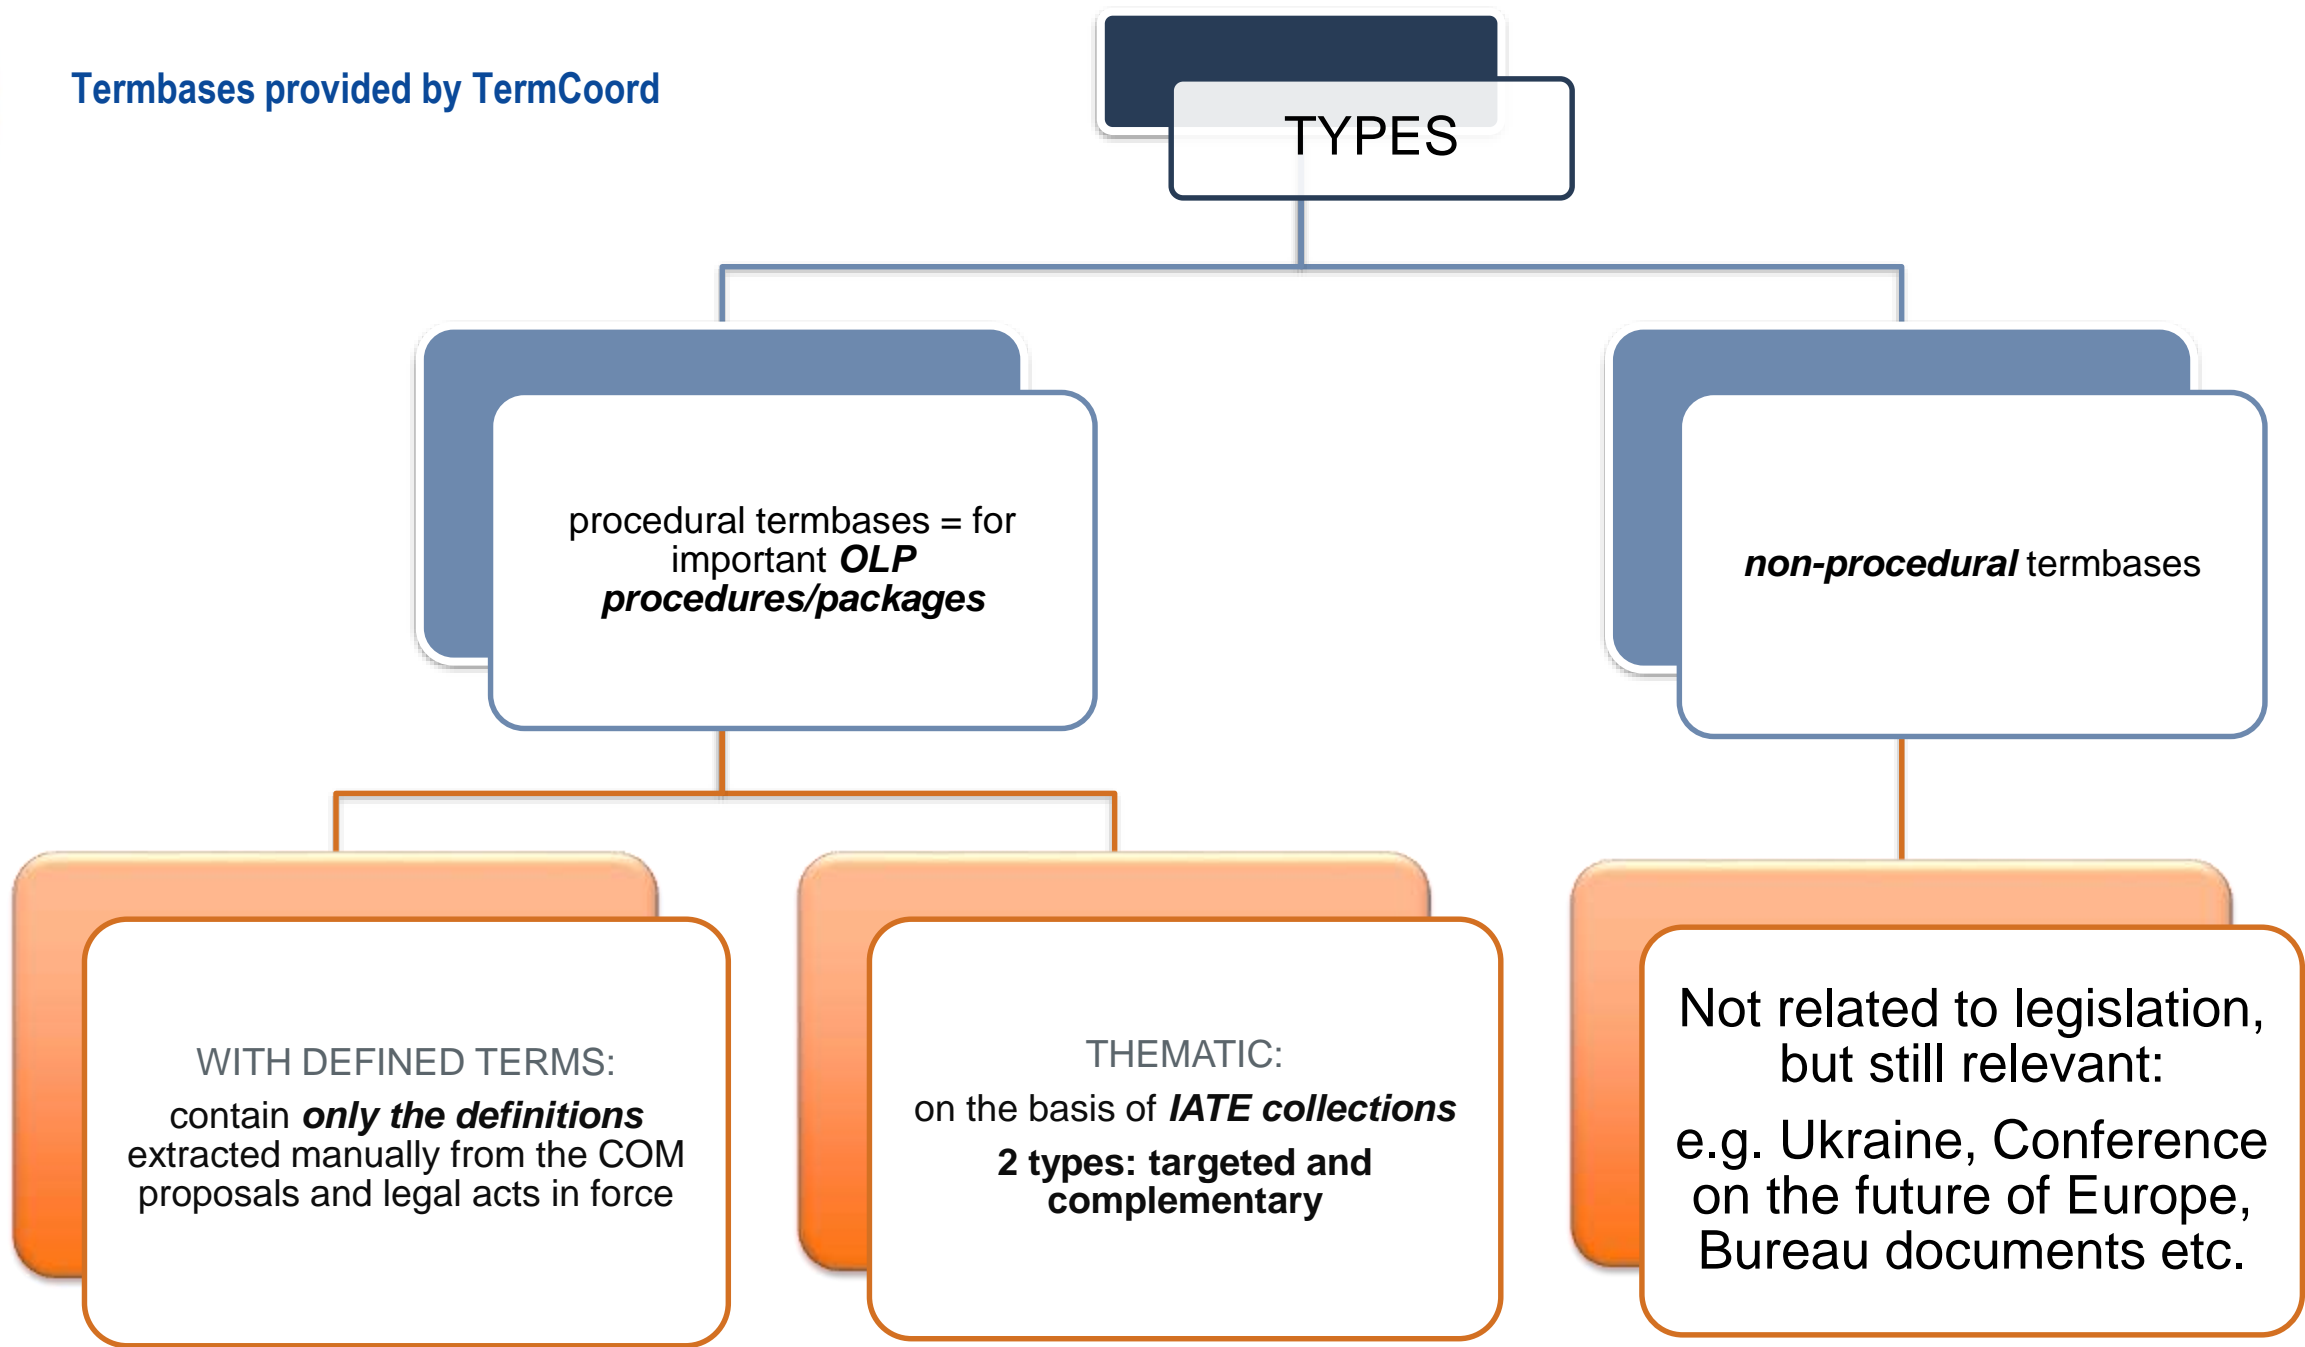 Termbases provided by TermCoord
TYPES
procedural termbases = for
important OLP
procedures/packages
non-procedural termbases
WITH DEFINED TERMS:
contain only the definitions
extracted manually from the COM
proposals and legal acts in force
THEMATIC:
on the basis of IATE collections
2 types: targeted and
complementary
Not related to legislation,
but still relevant:
e.g. Ukraine, Conference
on the future of Europe,
Bureau documents etc.